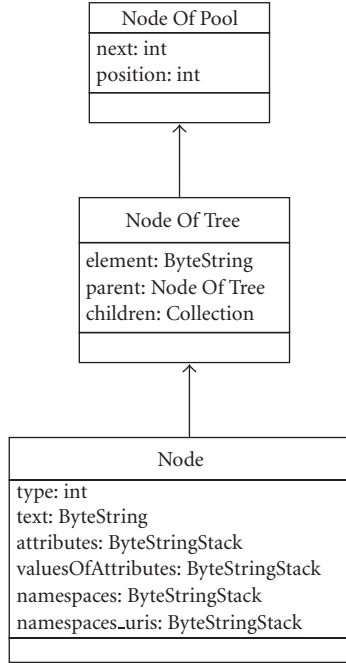 Node Of Pool
next: int
position: int
Node Of Tree
element: ByteString
parent: Node Of Tree
children: Collection
Node
type: int
text: ByteString
attributes: ByteStringStack
valuesOfAttributes: ByteStringStack
namespaces: ByteStringStack
namespaces_uris: ByteStringStack